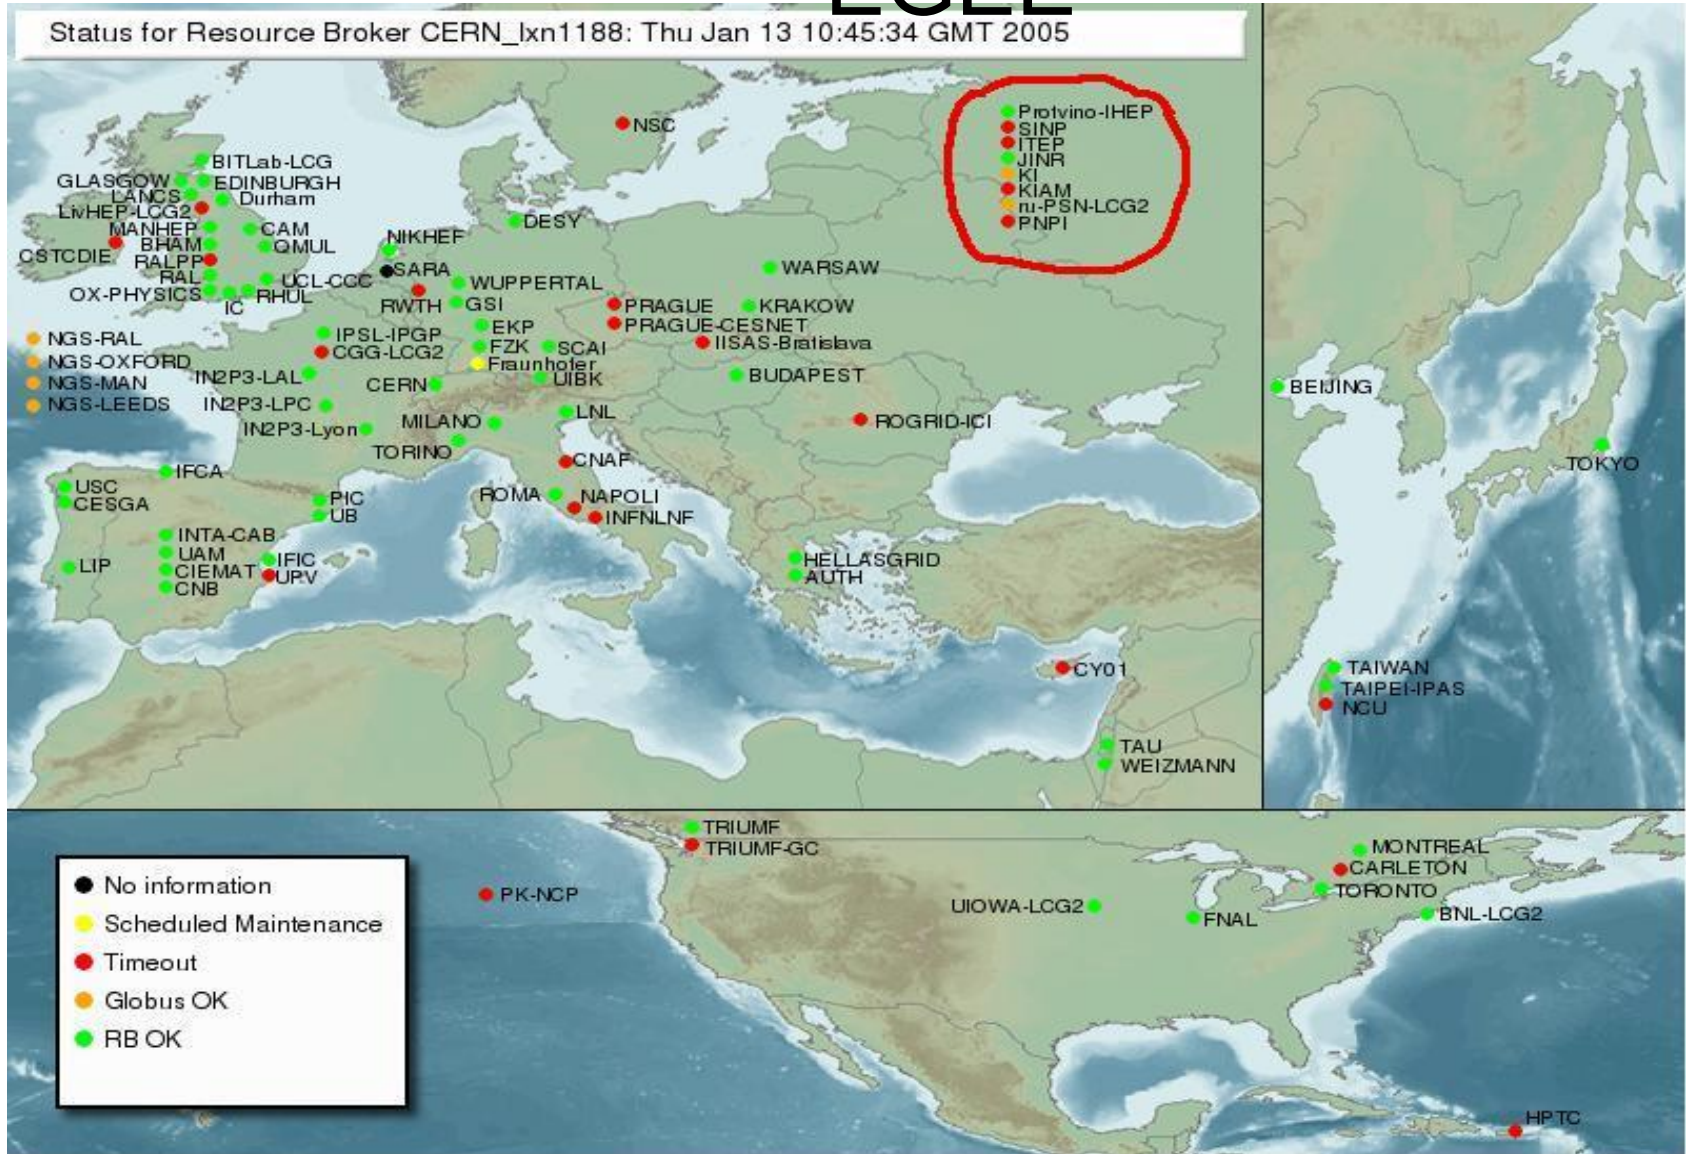 EGEE
Status for Resource Broker CERN_lxn1188: Thu Jan 13 10:45:34 GMT 2005
Protvino-IHEP
SINP
ITEP
JINR
KI
KIAM
ru-PSN-LCG2
PNPI
NSC
BITLab-LCG
GLASGOW
EDINBURGH
LANCS
Durham
LivHEP-LCG2
MANHEP
CAM
CSTCDIE
BHAM
QMUL
RALPP
RAL
UCL-CCC
OX-PHYSICS
IC
RHUL
NGS-RAL
NGS-OXFORD
NGS-MAN
NGS-LEEDS
DESY
NIKHEF
SARA
WUPPERTAL
RWTH
GSI
EKP
FZK
SCAI
Fraunhofer
UIBK
WARSAW
PRAGUE
KRAKOW
PRAGUE-CESNET
IISAS-Bratislava
BUDAPEST
ROGRID-ICI
IPSL-IPGP
CGG-LCG2
IN2P3-LAL
CERN
IN2P3-LPC
IN2P3-Lyon
MILANO
LNL
TORINO
CNAF
ROMA
NAPOLI
INFNLNF
IFCA
USC
CESGA
PIC
UB
INTA-CAB
UAM
IFIC
LIP
CIEMAT
UPV
CNB
HELLASGRID
AUTH
CY01
TAU
WEIZMANN
BEIJING
TOKYO
TAIWAN
TAIPEI-IPAS
NCU
TRIUMF
TRIUMF-GC
PK-NCP
MONTREAL
CARLETON
TORONTO
UIOWA-LCG2
FNAL
BNL-LCG2
HPTC
No information
Scheduled Maintenance
Timeout
Globus OK
RB OK